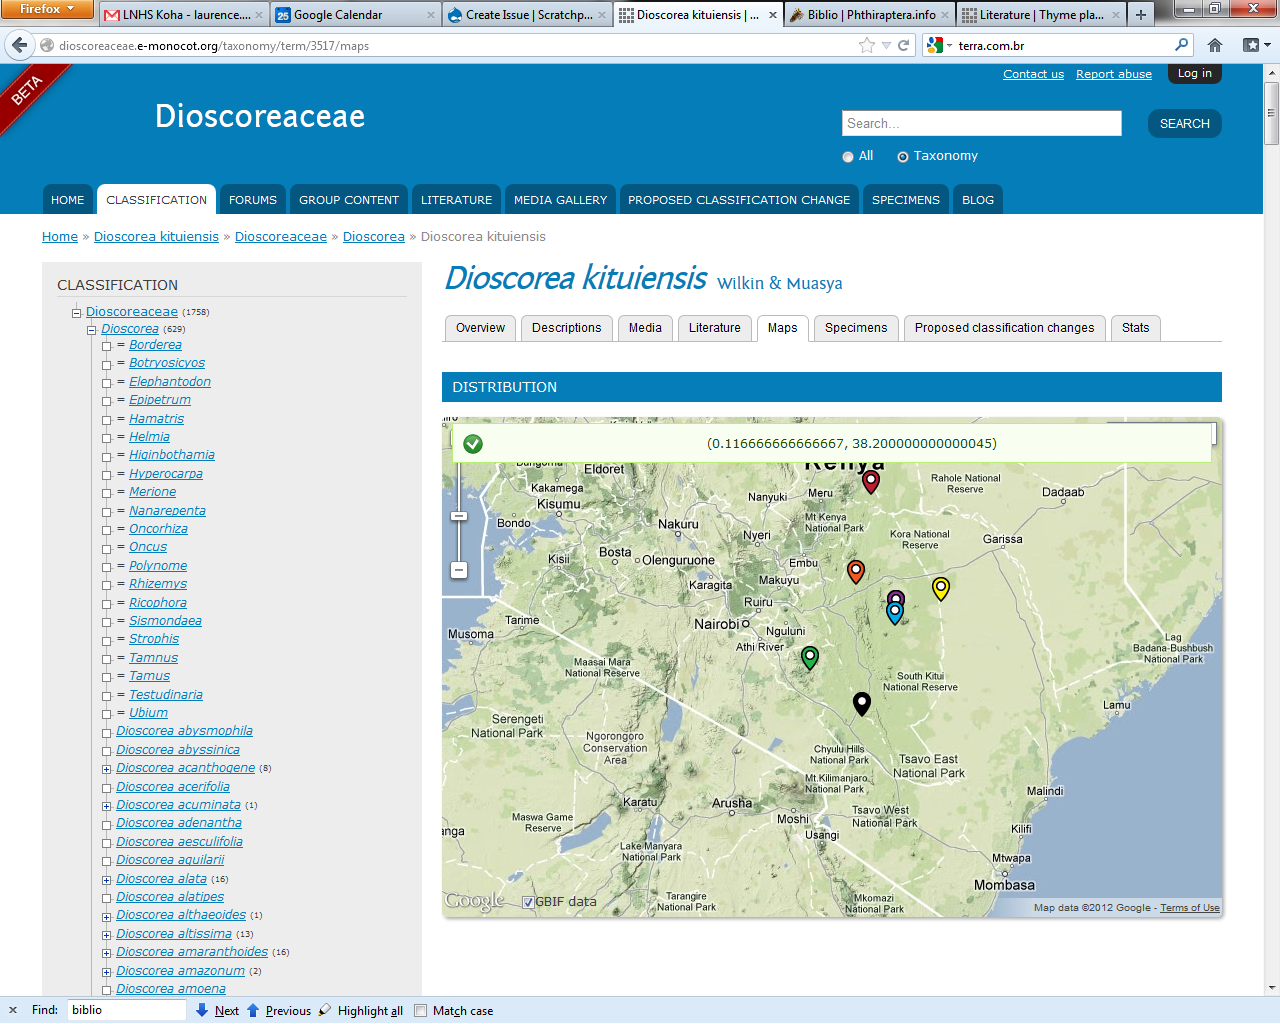 Firefox
LNHS Koha - laurence....
Google Calendar
Create Issue | Scratchp...
Dioscorea kituiensis | ...
Biblio | Phthiraptera.info
Literature | Thyme pla...
dioscoreaceae.e-monocot.org/taxonomy/term/3517/maps
terra.com.br
BETA
Contact us
Report abuse
Log in
Dioscoreaceae
Search...
SEARCH
All
Taxonomy
HOME
CLASSIFICATION
FORUMS
GROUP CONTENT
LITERATURE
MEDIA GALLERY
PROPOSED CLASSIFICATION CHANGE
SPECIMENS
BLOG
Home » Dioscorea kituiensis » Dioscoreaceae » Dioscorea » Dioscorea kituiensis
CLASSIFICATION
Dioscoreaceae (1758)
Dioscorea (629)
= Borderea
= Botryosicyos
= Elephantodon
= Epipetrum
= Hamatris
= Helmia
= Higinbothamia
= Hyperocarpa
= Merione
= Nanarepenta
= Oncorhiza
= Oncus
= Polynome
= Rhizemys
= Ricophora
= Sismondaea
= Strophis
= Tamnus
= Tamus
= Testudinaria
= Ubium
Dioscorea abysmophila
Dioscorea abyssinica
Dioscorea acanthogene (8)
Dioscorea acerifolia
Dioscorea acuminata (1)
Dioscorea adenantha
Dioscorea aesculifolia
Dioscorea aguilarii
Dioscorea alata (16)
Dioscorea alatipes
Dioscorea althaeoides (1)
Dioscorea altissima (13)
Dioscorea amaranthoides (16)
Dioscorea amazonum (2)
Dioscorea amoena
Dioscorea kituiensis Wilkin & Muasya
Overview
Descriptions
Media
Literature
Maps
Specimens
Proposed classification changes
Stats
DISTRIBUTION
(0.116666666666667, 38.200000000000045)
Kenya
Eldoret
Kakamega
Kisumu
Bondo
Nanyuki
Meru
Rahole National
Reserve
Dadaab
Mt Kenya
National Park
Nakuru
Nyeri
Kora National
Reserve
Garissa
Kisii
Bosta
Olenguruone
Embu
Karagita
Makuyu
Ruiru
Tarime
Nairobi
Nguluni
Musoma
Athi River
Lag
Badana-Bushbush
National Park
Maasai Mara
National Reserve
South Kitui
National Reserve
Lamu
Serengeti
National Park
Ngorongoro
Conservation
Area
Chyulu Hills
National Park
Tsavo East
National Park
Mt.Kilimanjaro
National Park
Malindi
Karatu
Arusha
Maswa Game
Reserve
Moshi
Tsavo West
National Park
Kilifi
anga
Usangi
Lake Manyara
National Park
Mtwapa
Mombasa
Tarangire
National Park
Mkomazi
National Park
Google
GBIF data
Map data ©2012 Google - Terms of Use
Find:
biblio
Next
Previous
Highlight all
Match case